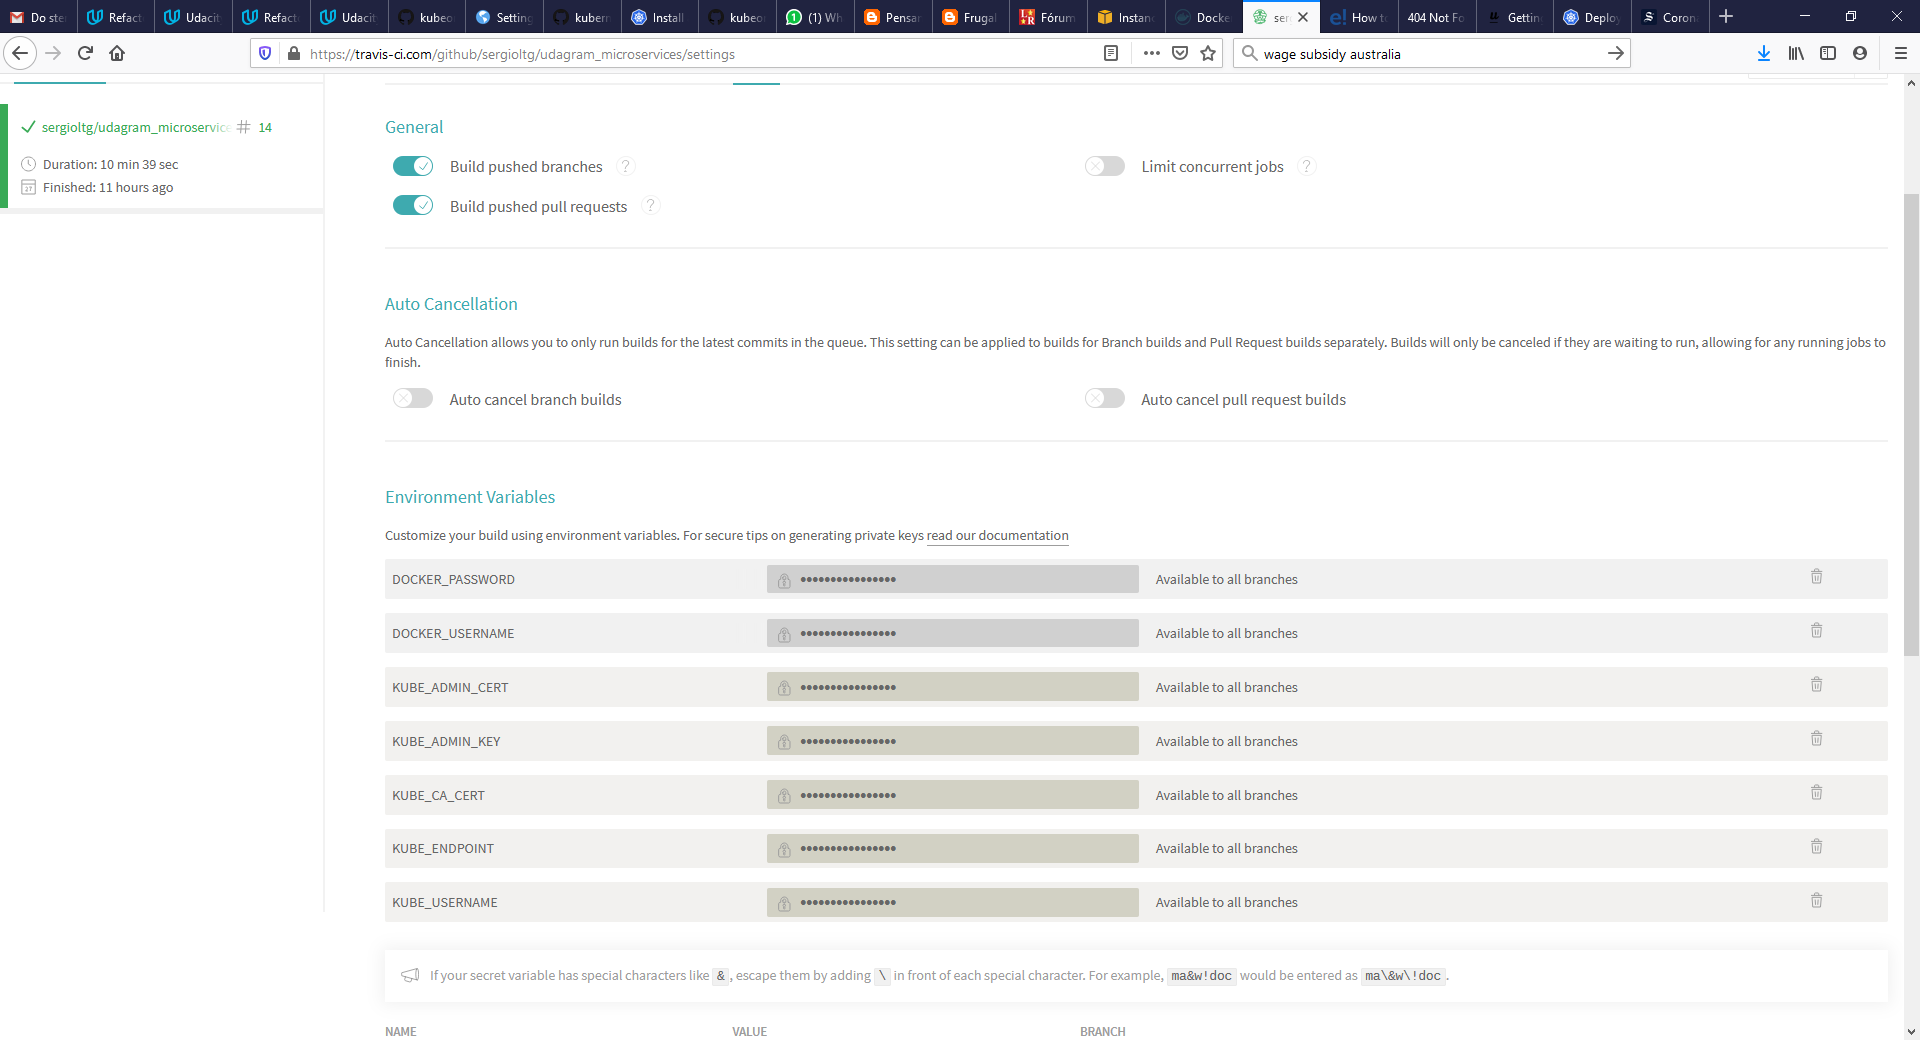 Do ste
Refact
Udacit
Refact
Udacit
kubeo
Setting
kubern
Install
kubeo
(1) Wh
Pensar
Frugal
Fórum
Instanc
Docke
serg
How to
404 Not Fo
Getting
Deploy
Coron
https://travis-ci.com/github/sergioltg/udagram_microservices/settings
wage subsidy australia
sergioltg/udagram_microservice # 14
Duration: 10 min 39 sec
Finished: 11 hours ago
General
Build pushed branches ?
Limit concurrent jobs ?
Build pushed pull requests ?
Auto Cancellation
Auto Cancellation allows you to only run builds for the latest commits in the queue. This setting can be applied to builds for Branch builds and Pull Request builds separately. Builds will only be canceled if they are waiting to run, allowing for any running jobs to
finish.
Auto cancel branch builds
Auto cancel pull request builds
Environment Variables
Customize your build using environment variables. For secure tips on generating private keys read our documentation
DOCKER_PASSWORD •••••••••••••••• Available to all branches
DOCKER_USERNAME •••••••••••••••• Available to all branches
KUBE_ADMIN_CERT •••••••••••••••• Available to all branches
KUBE_ADMIN_KEY •••••••••••••••• Available to all branches
KUBE_CA_CERT •••••••••••••••• Available to all branches
KUBE_ENDPOINT •••••••••••••••• Available to all branches
KUBE_USERNAME •••••••••••••••• Available to all branches
If your secret variable has special characters like &, escape them by adding \ in front of each special character. For example, ma&w!doc would be entered as ma\&w\!doc.
NAME VALUE BRANCH